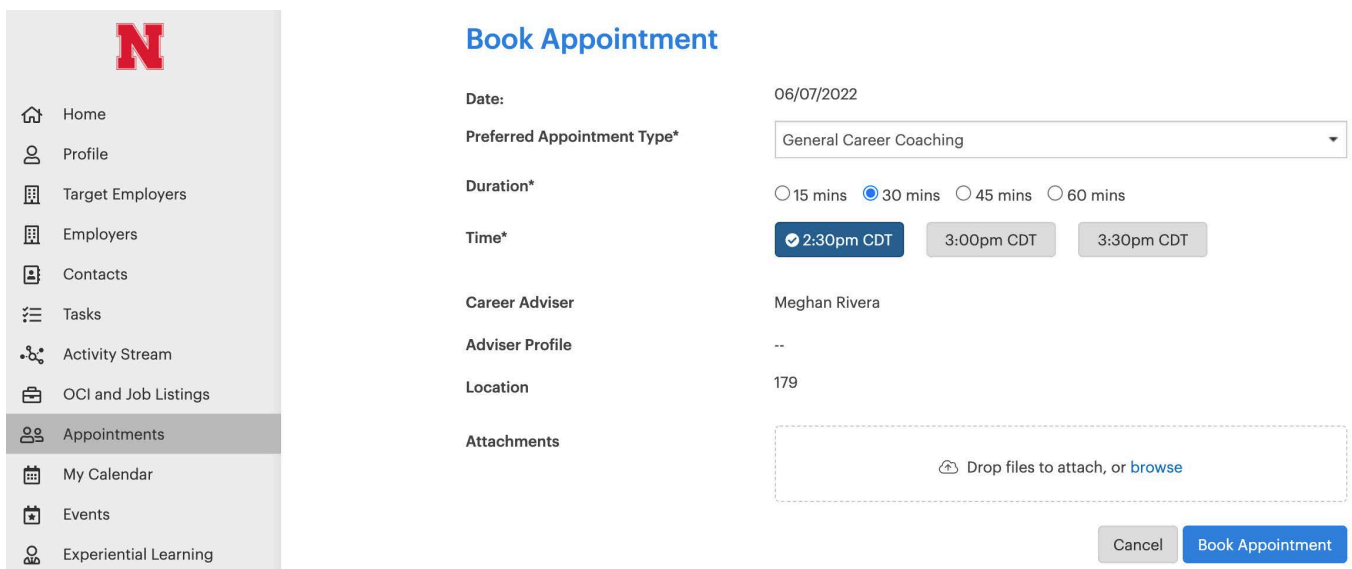 N
Home
Profile
Target Employers
Employers
Contacts
Tasks
Activity Stream
OCI and Job Listings
Appointments
My Calendar
Events
Experiential Learning
Book Appointment
Date: 06/07/2022
Preferred Appointment Type* General Career Coaching
Duration* 15 mins 30 mins 45 mins 60 mins
Time* 2:30pm CDT 3:00pm CDT 3:30pm CDT
Career Adviser Meghan Rivera
Adviser Profile --
Location 179
Attachments Drop files to attach, or browse
Cancel Book Appointment